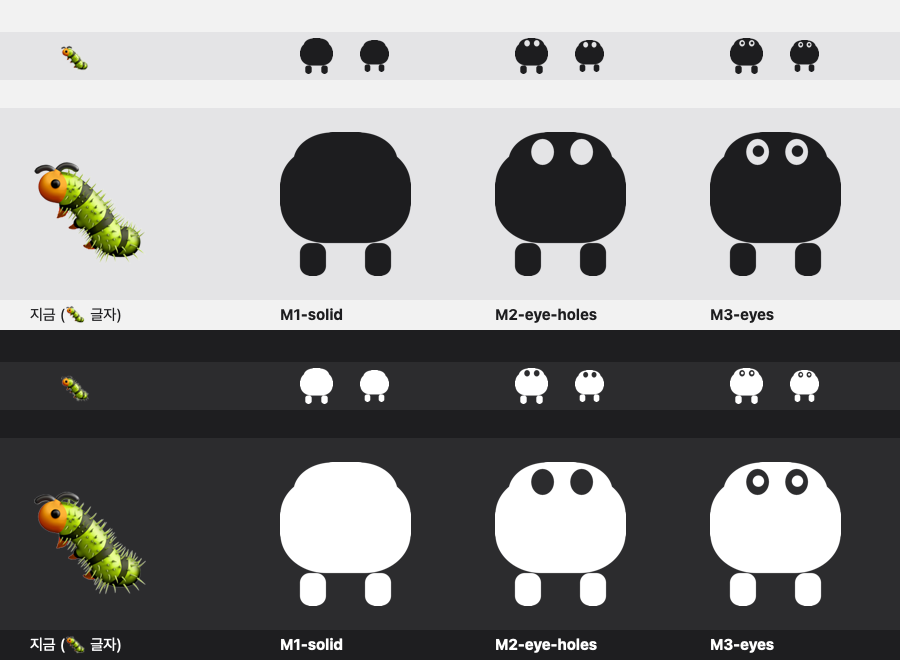 지금 (🐛 글자)
M1-solid
M2-eye-holes
M3-eyes
지금 (🐛 글자)
M1-solid
M2-eye-holes
M3-eyes